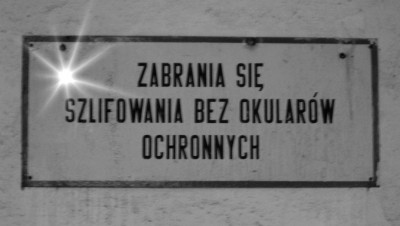 ZABRANIA SIĘ
SZLIFOWANIA BEZ OKULARÓW
OCHRONNYCH